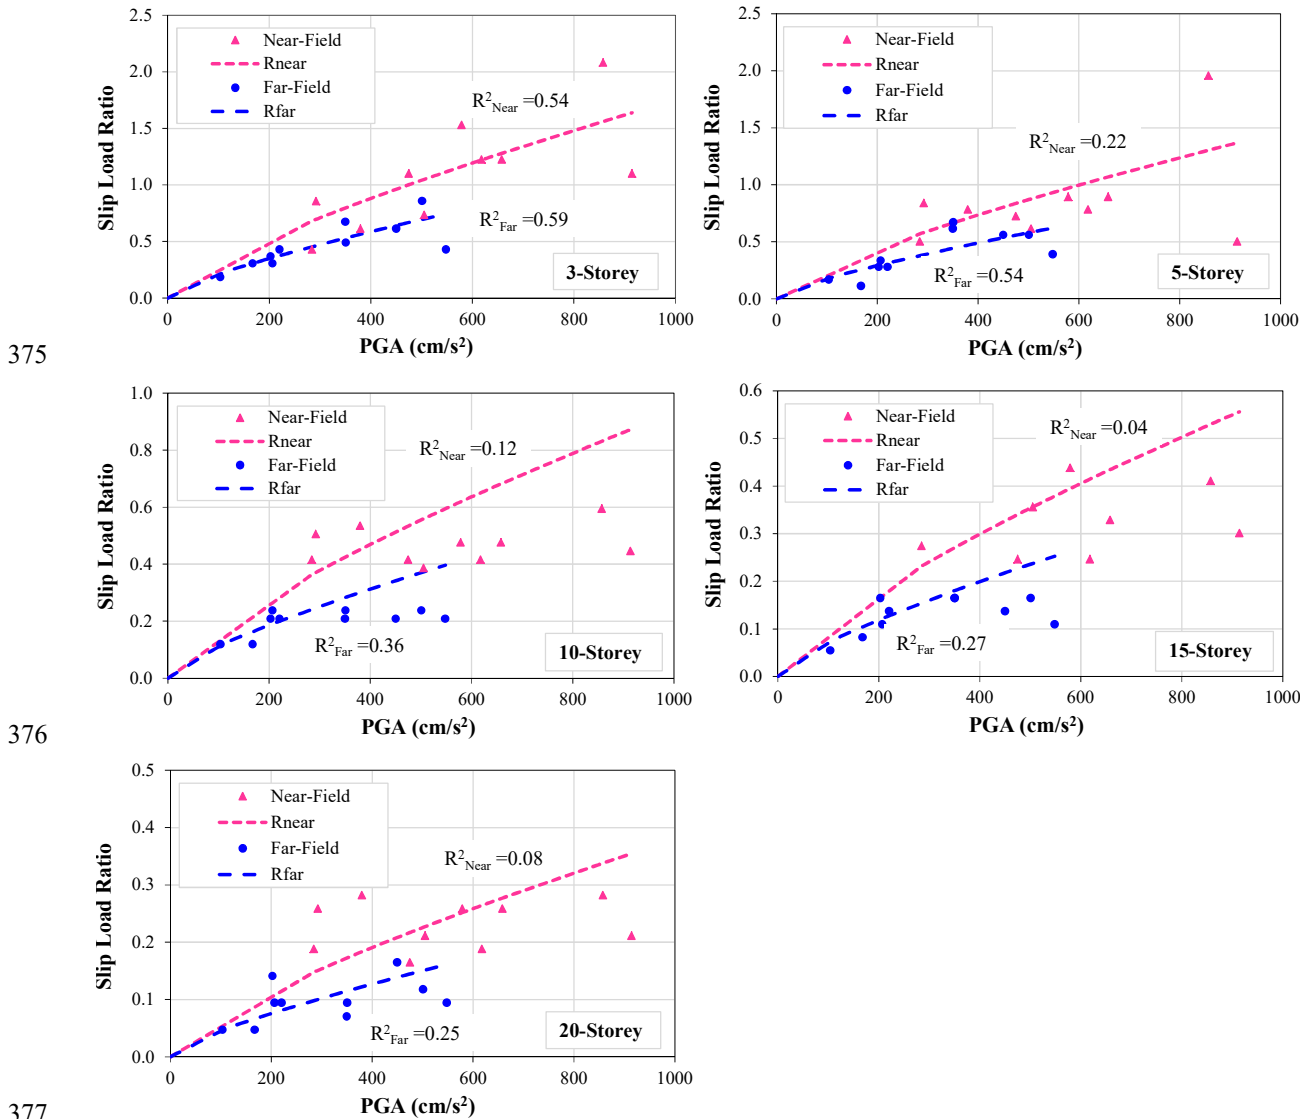 2.5
2.0
1.5
1.0
0.5
0.0
Slip Load Ratio
Near-Field
Rnear
Far-Field
Rfar
R²Near =0.54
R²Far =0.59
3-Storey
0 200 400 600 800 1000
PGA (cm/s²)
2.5
2.0
1.5
1.0
0.5
0.0
Slip Load Ratio
Near-Field
Rnear
Far-Field
Rfar
R²Near =0.22
R²Far =0.54
5-Storey
0 200 400 600 800 1000
PGA (cm/s²)
375
1.0
0.8
0.6
0.4
0.2
0.0
Slip Load Ratio
Near-Field
Rnear
Far-Field
Rfar
R²Near =0.12
R²Far =0.36
10-Storey
0 200 400 600 800 1000
PGA (cm/s²)
0.6
0.5
0.4
0.3
0.2
0.1
0.0
Slip Load Ratio
Near-Field
Rnear
Far-Field
Rfar
R²Near =0.04
R²Far =0.27
15-Storey
0 200 400 600 800 1000
PGA (cm/s²)
376
0.5
0.4
0.3
0.2
0.1
0.0
Slip Load Ratio
Near-Field
Rnear
Far-Field
Rfar
R²Near =0.08
R²Far =0.25
20-Storey
0 200 400 600 800 1000
PGA (cm/s²)
377